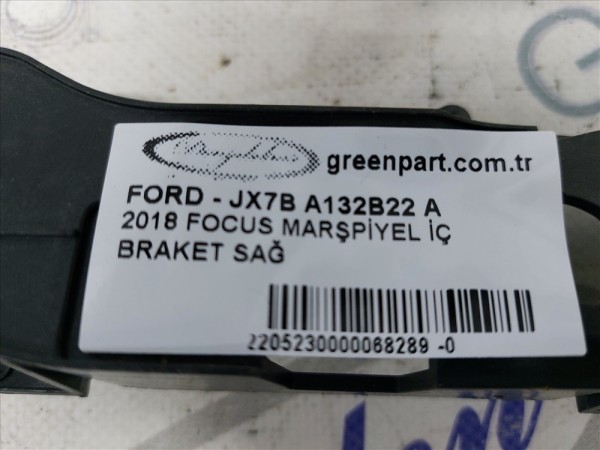 greenpart.com.tr
FORD - JX7B A132B22 A
2018 FOCUS MARŞPİYEL İÇ
BRAKET SAĞ
2205230000068289 -0